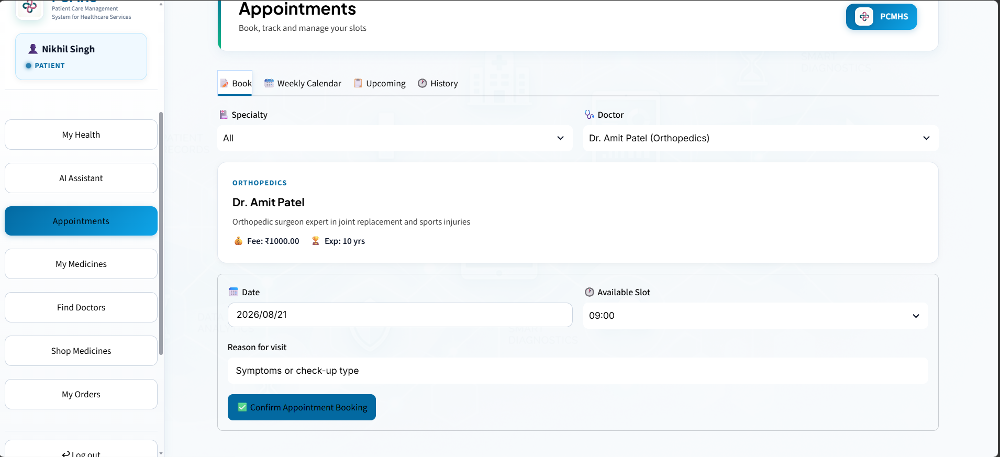 Patient Care Management
System for Healthcare Services
Nikhil Singh
PATIENT
My Health
AI Assistant
Appointments
My Medicines
Find Doctors
Shop Medicines
My Orders
Log out
Appointments
Book, track and manage your slots
PCMHS
Book
Weekly Calendar
Upcoming
History
Specialty
All
Doctor
Dr. Amit Patel (Orthopedics)
ORTHOPEDICS
Dr. Amit Patel
Orthopedic surgeon expert in joint replacement and sports injuries
Fee: ₹1000.00
Exp: 10 yrs
Date
2026/08/21
Available Slot
09:00
Reason for visit
Symptoms or check-up type
Confirm Appointment Booking
DIAGNOSTICS
DIAGNOSTICS